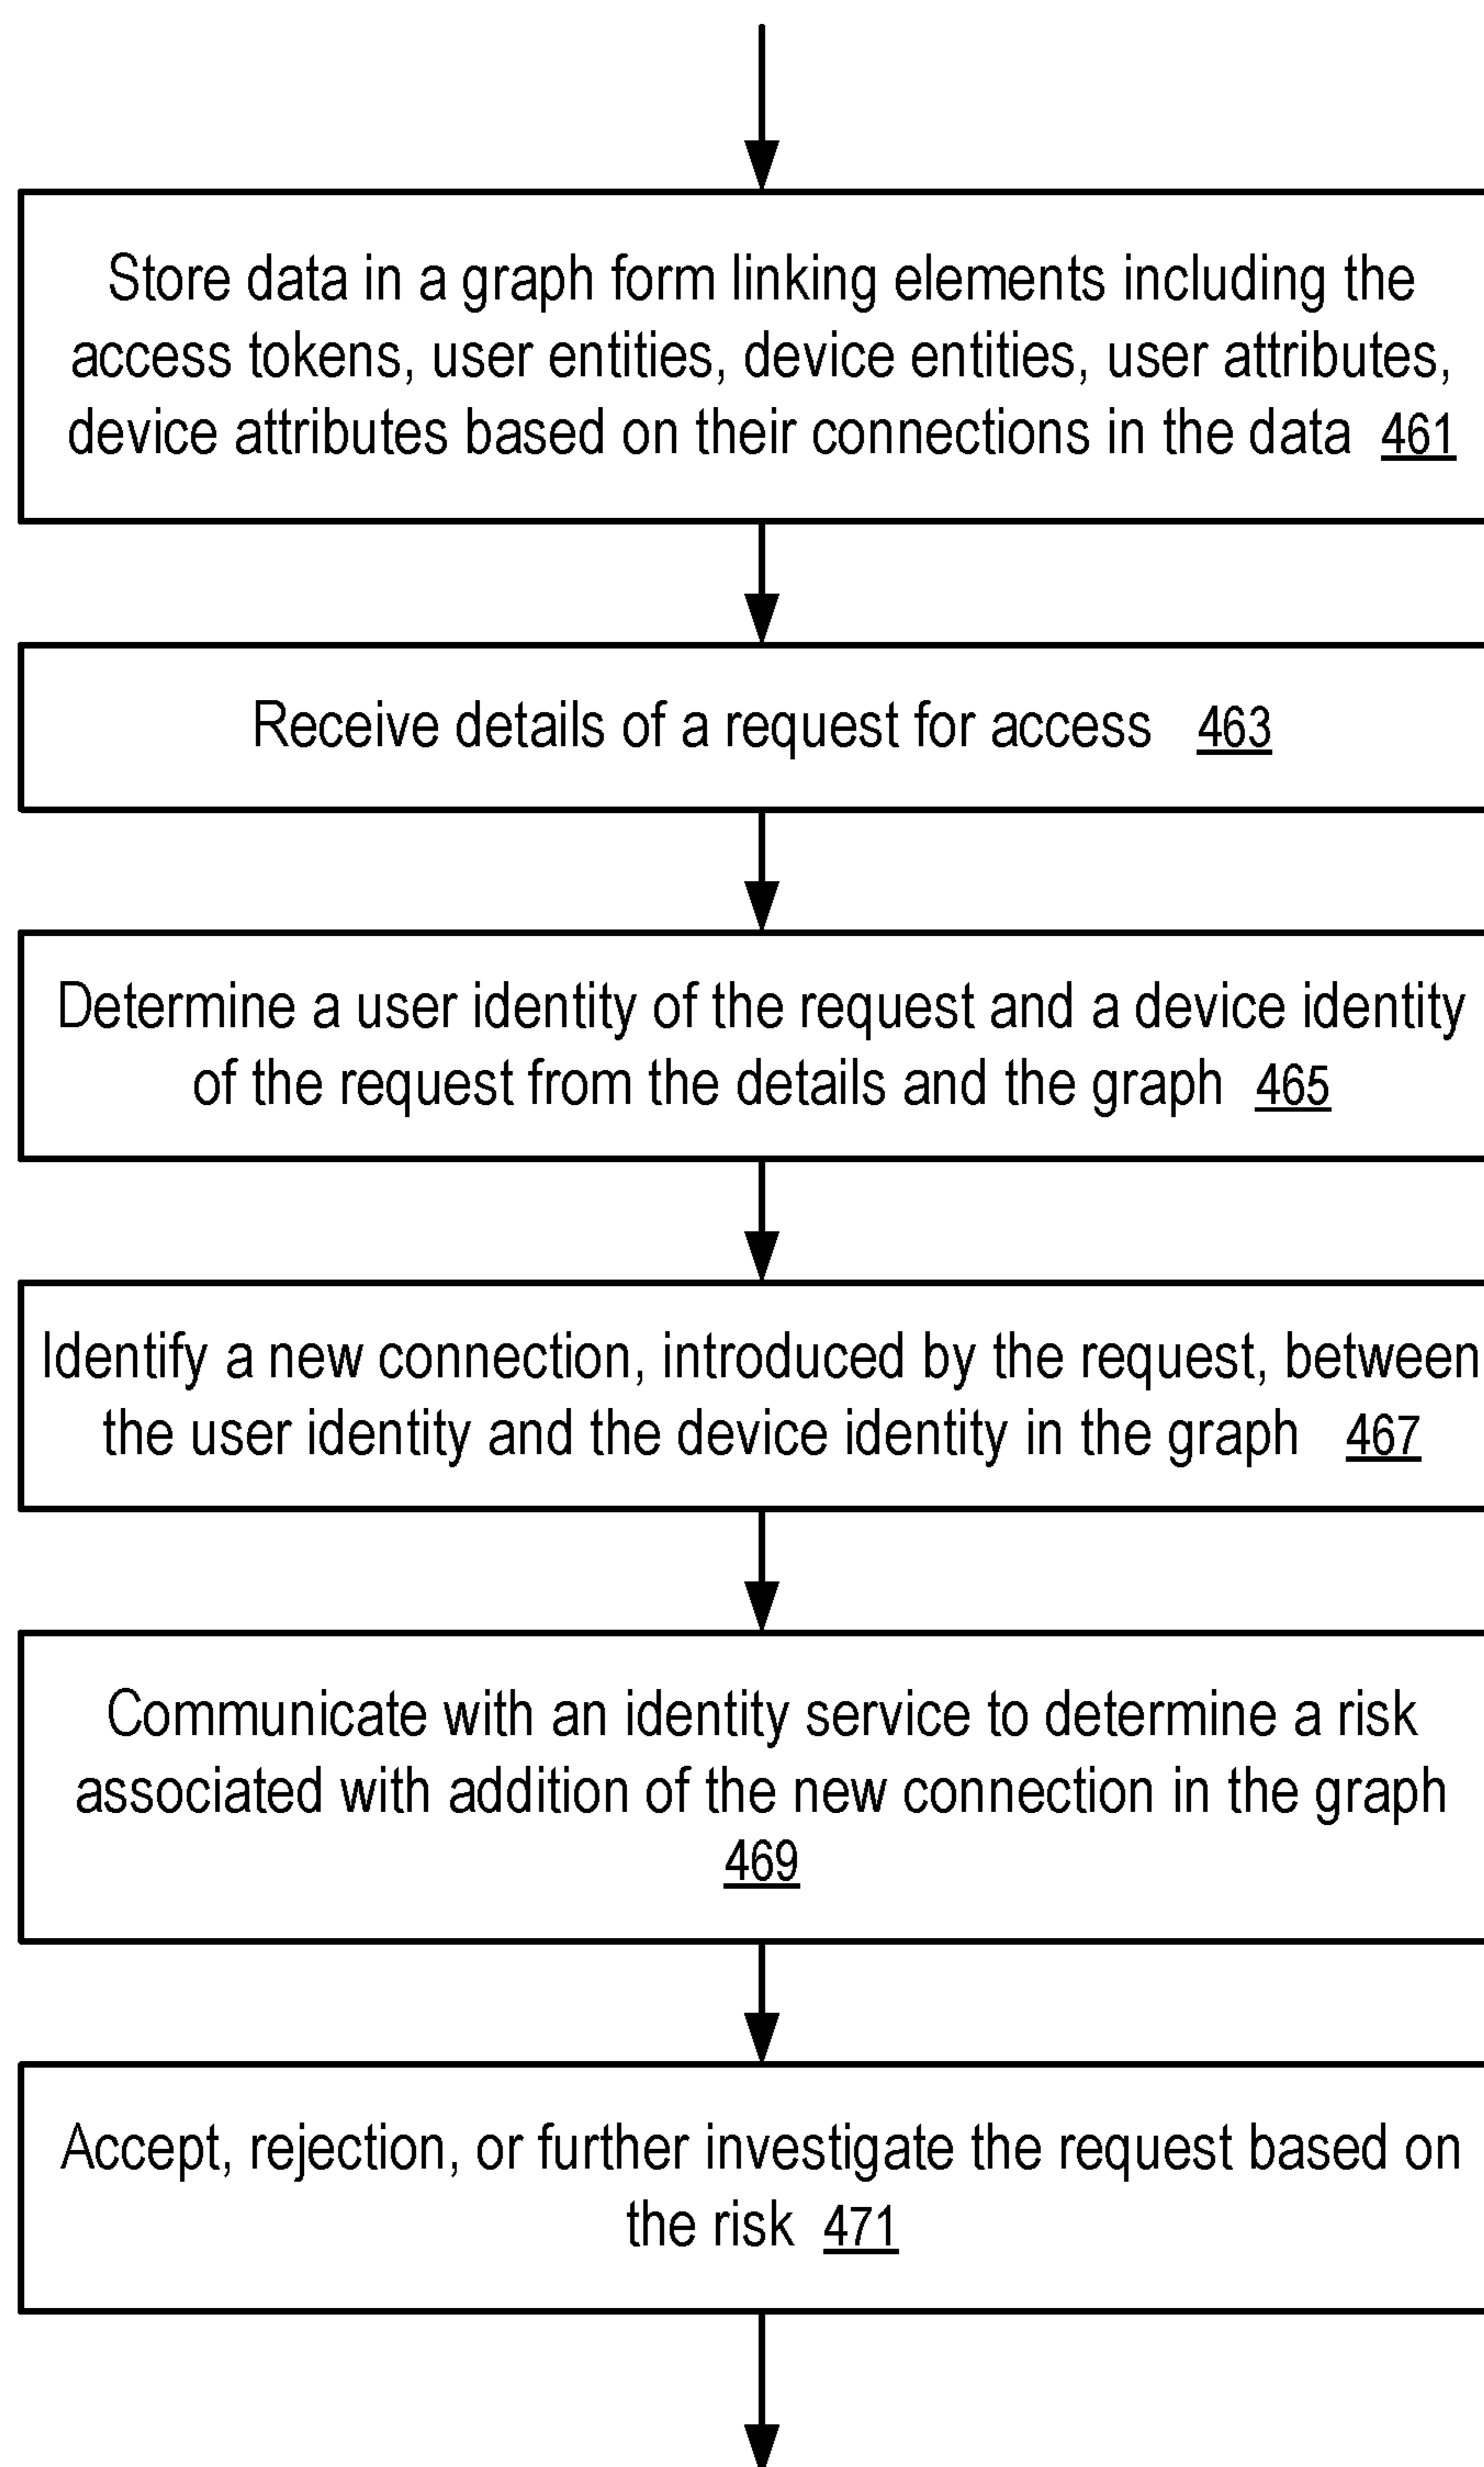 Store data in a graph form linking elements including the
access tokens, user entities, device entities, user attributes,
device attributes based on their connections in the data 461
Receive details of a request for access 463
Determine a user identity of the request and a device identity
of the request from the details and the graph 465
Identify a new connection, introduced by the request, between
the user identity and the device identity in the graph 467
Communicate with an identity service to determine a risk
associated with addition of the new connection in the graph
469
Accept, rejection, or further investigate the request based on
the risk 471